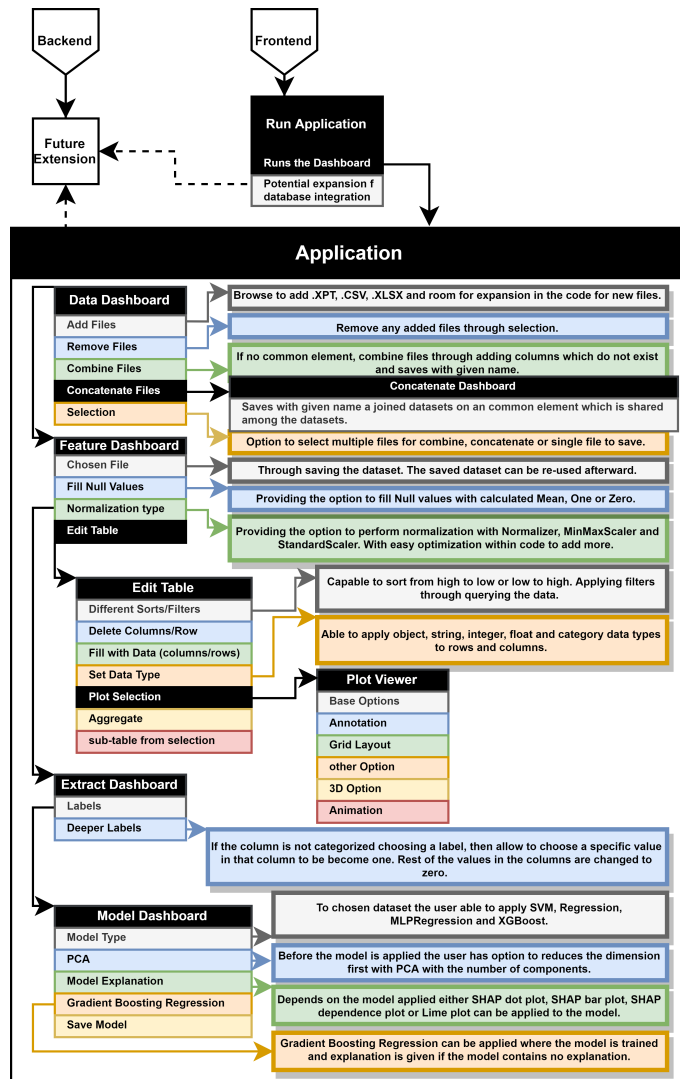 Backend
Frontend
Run Application
Runs the Dashboard
Potential expansion f
database integration
Future
Extension
Application
Data Dashboard
Add Files
Remove Files
Combine Files
Concatenate Files
Selection
Browse to add .XPT, .CSV, .XLSX and room for expansion in the code for new files.
Remove any added files through selection.
If no common element, combine files through adding columns which do not exist
and saves with given name.
Concatenate Dashboard
Saves with given name a joined datasets on an common element which is shared
among the datasets.
Option to select multiple files for combine, concatenate or single file to save.
Feature Dashboard
Chosen File
Fill Null Values
Normalization type
Edit Table
Through saving the dataset. The saved dataset can be re-used afterward.
Providing the option to fill Null values with calculated Mean, One or Zero.
Providing the option to perform normalization with Normalizer, MinMaxScaler and
StandardScaler. With easy optimization within code to add more.
Edit Table
Different Sorts/Filters
Delete Columns/Row
Fill with Data (columns/rows)
Set Data Type
Plot Selection
Aggregate
sub-table from selection
Capable to sort from high to low or low to high. Applying filters
through querying the data.
Able to apply object, string, integer, float and category data types
to rows and columns.
Plot Viewer
Base Options
Annotation
Grid Layout
other Option
3D Option
Animation
Extract Dashboard
Labels
Deeper Labels
If the column is not categorized choosing a label, then allow to choose a specific value
in that column to be become one. Rest of the values in the columns are changed to
zero.
Model Dashboard
Model Type
PCA
Model Explanation
Gradient Boosting Regression
Save Model
To chosen dataset the user able to apply SVM, Regression,
MLPRegression and XGBoost.
Before the model is applied the user has option to reduces the dimension
first with PCA with the number of components.
Depends on the model applied either SHAP dot plot, SHAP bar plot, SHAP
dependence plot or Lime plot can be applied to the model.
Gradient Boosting Regression can be applied where the model is trained
and explanation is given if the model contains no explanation.